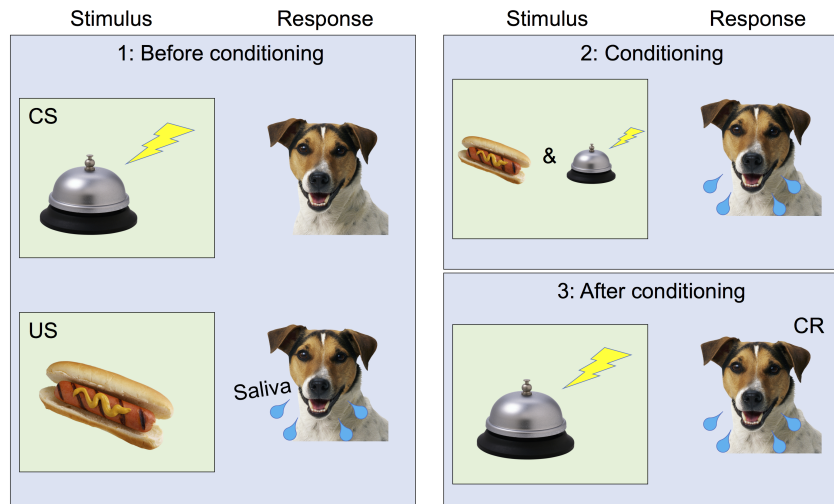 Stimulus Response
1: Before conditioning
CS
US
Saliva
Stimulus Response
2: Conditioning
&
3: After conditioning
CR